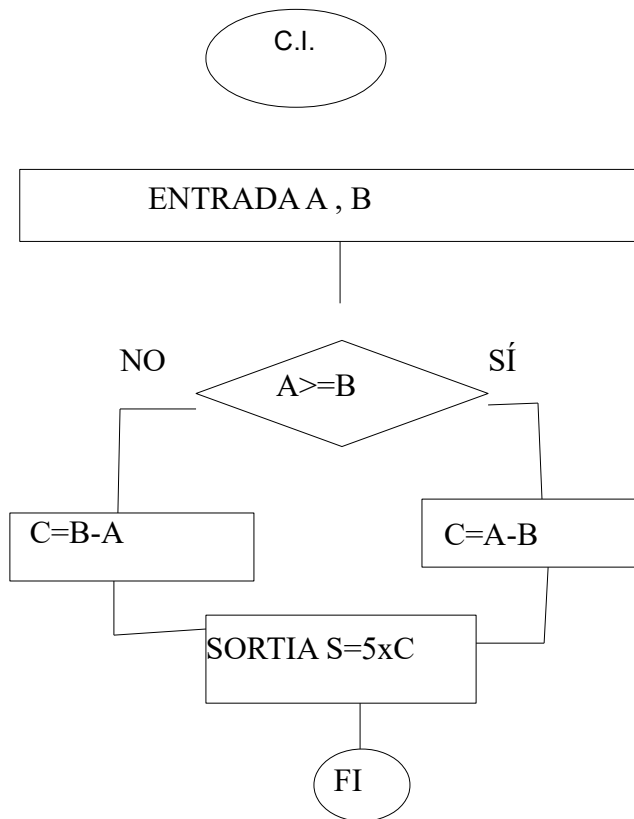 C.I.
ENTRADA A , B
NO
SÍ
A>=B
C=B-A
C=A-B
SORTIA S=5xC
FI